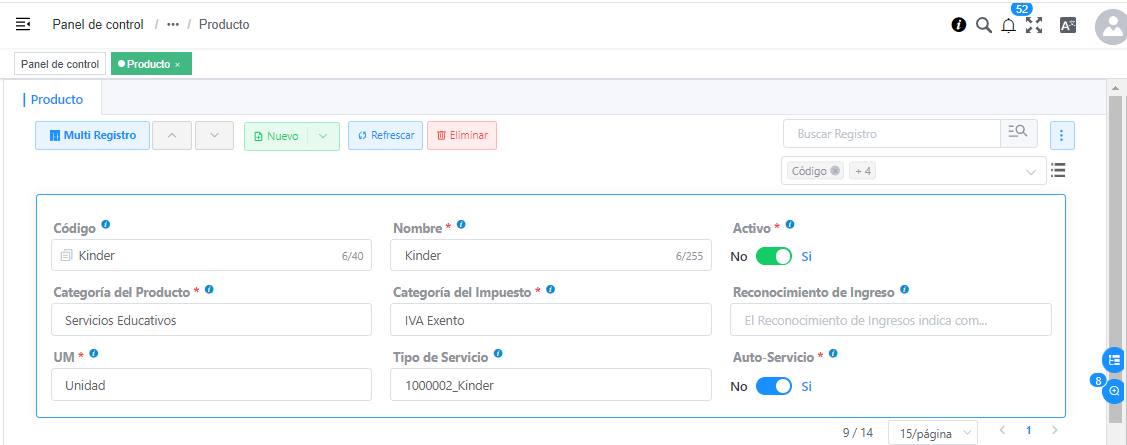 Panel de control / ••• / Producto
52
Panel de control
Producto ×
Producto
Multi Registro
Nuevo
Refrescar
Eliminar
Buscar Registro
Código
+ 4
Código
Nombre *
Activo *
Kinder 6/40
Kinder 6/255
No Si
Categoría del Producto *
Categoría del Impuesto *
Reconocimiento de Ingreso
Servicios Educativos
IVA Exento
El Reconocimiento de Ingresos indica com...
UM *
Tipo de Servicio
Auto-Servicio *
Unidad
1000002_Kinder
No Si
8
9 / 14
15/página
1